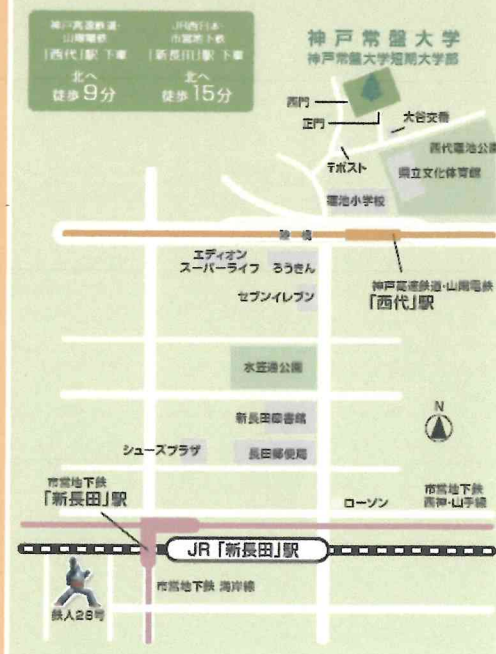 神戸高速鉄道・
山陽電鉄
「西代」駅 下車
北へ
徒歩9分
JR西日本・
市営地下鉄
「新長田」駅 下車
北へ
徒歩15分
神戸常盤大学
神戸常盤大学短期大学部
西門
正門
大谷交番
〒ポスト
西代蓮池公園
県立文化体育館
蓮池小学校
陸橋
エディオン
スーパーライフ
ろうきん
セブンイレブン
神戸高速鉄道・山陽電鉄
「西代」駅
水笠通公園
新長田図書館
シューズプラザ
長田郵便局
N
市営地下鉄
「新長田」駅
ローソン
市営地下鉄
西神・山手線
JR「新長田」駅
市営地下鉄 海岸線
鉄人28号